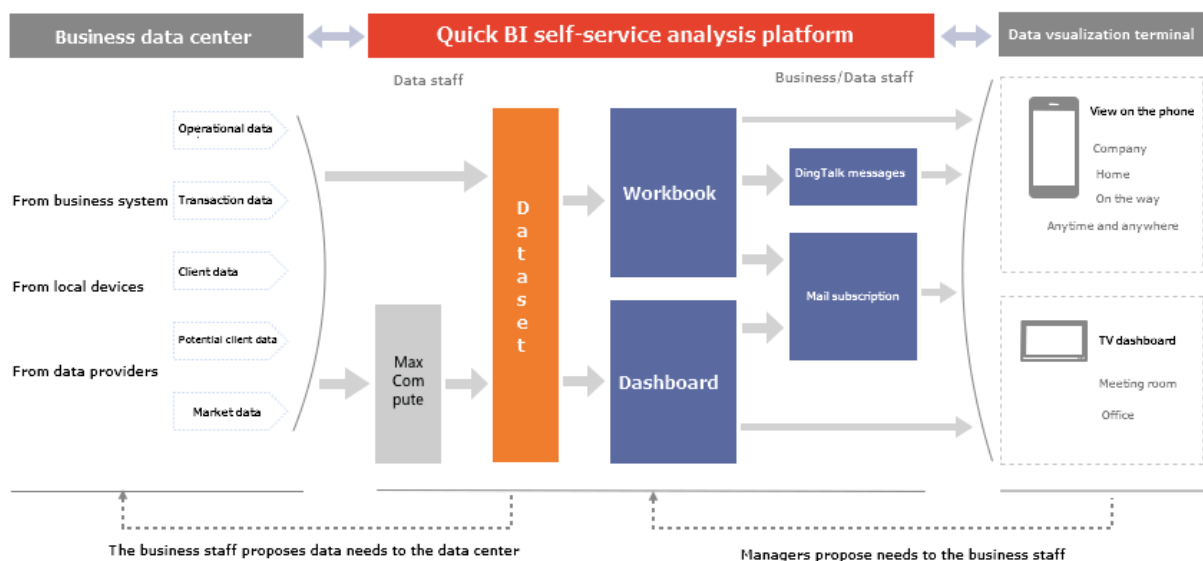 Business data center
Quick BI self-service analysis platform
Data vsualization terminal
Data staff
Business/Data staff
From business system
From local devices
From data providers
Operational data
Transaction data
Client data
Potential client data
Market data
Max
Com
pute
D
a
t
a
s
e
t
Workbook
Dashboard
DingTalk messages
Mail subscription
View on the phone
Company
Home
On the way
Anytime and anywhere
TV dashboard
Meeting room
Office
The business staff proposes data needs to the data center
Managers propose needs to the business staff